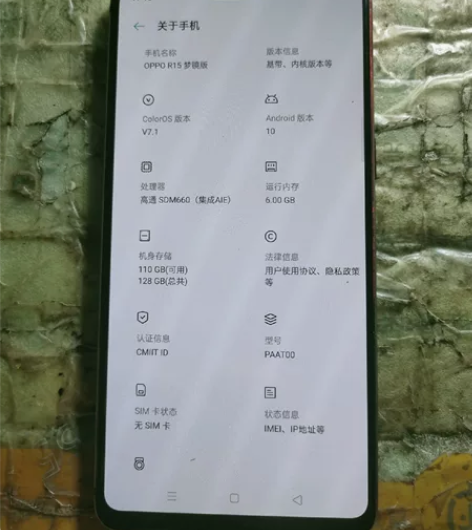 关于手机
手机名称
OPPO R15 梦镜版
版本信息
基带、内核版本等
ColorOS 版本
V7.1
Android 版本
10
处理器
高通 SDM660（集成AIE）
运行内存
6.00 GB
机身存储
110 GB(可用)
128 GB(总共)
法律信息
用户使用协议、隐私政策
等
认证信息
CMIIT ID
型号
PAAT00
SIM 卡状态
无 SIM 卡
状态信息
IMEI、IP地址等